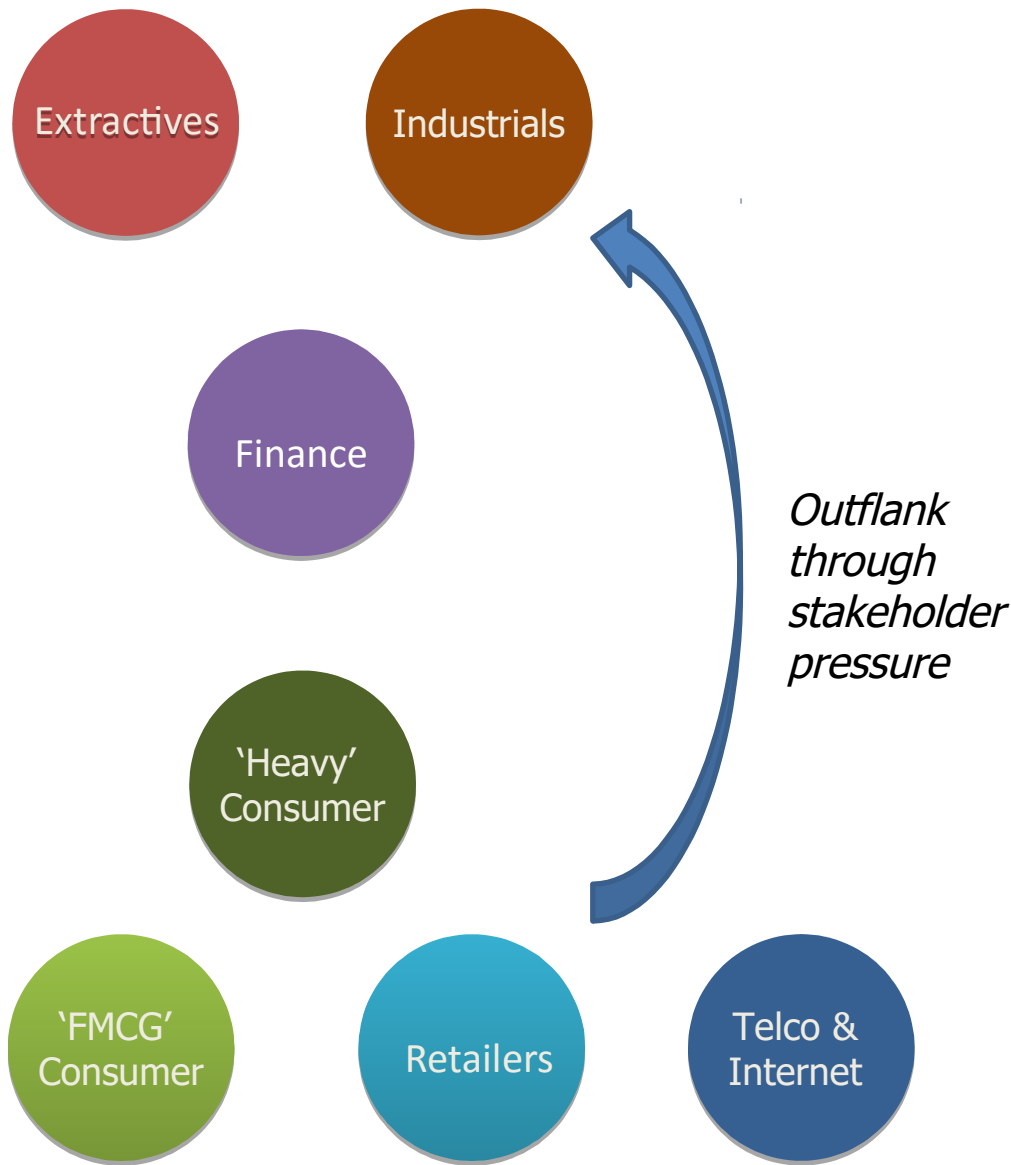 Extractives
Industrials
Finance
Outflank
through
stakeholder
pressure
‘Heavy’
Consumer
‘FMCG’
Consumer
Retailers
Telco &
Internet